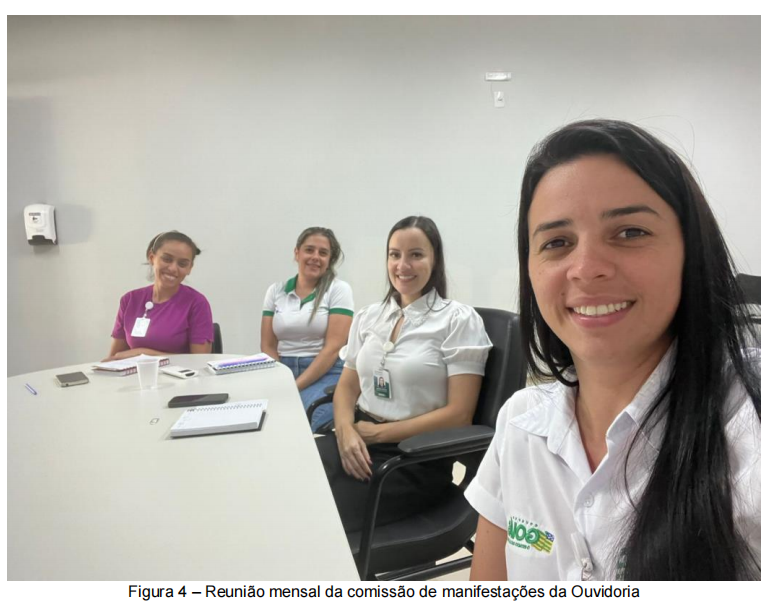 Figura 4 – Reunião mensal da comissão de manifestações da Ouvidoria